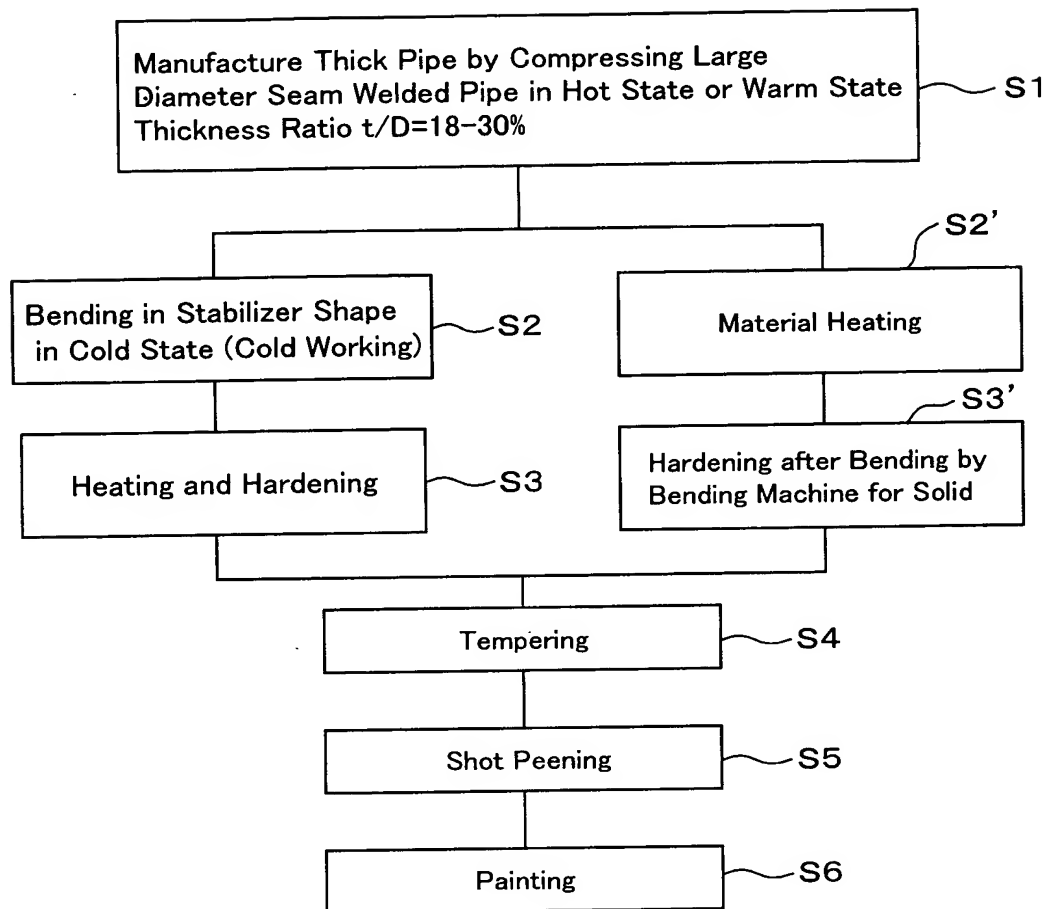 Manufacture Thick Pipe by Compressing Large
Diameter Seam Welded Pipe in Hot State or Warm State
Thickness Ratio t/D=18-30%
S1
S2'
Bending in Stabilizer Shape
in Cold State (Cold Working)
S2
Material Heating
S3'
Heating and Hardening
S3
Hardening after Bending by
Bending Machine for Solid
Tempering
S4
Shot Peening
S5
Painting
S6